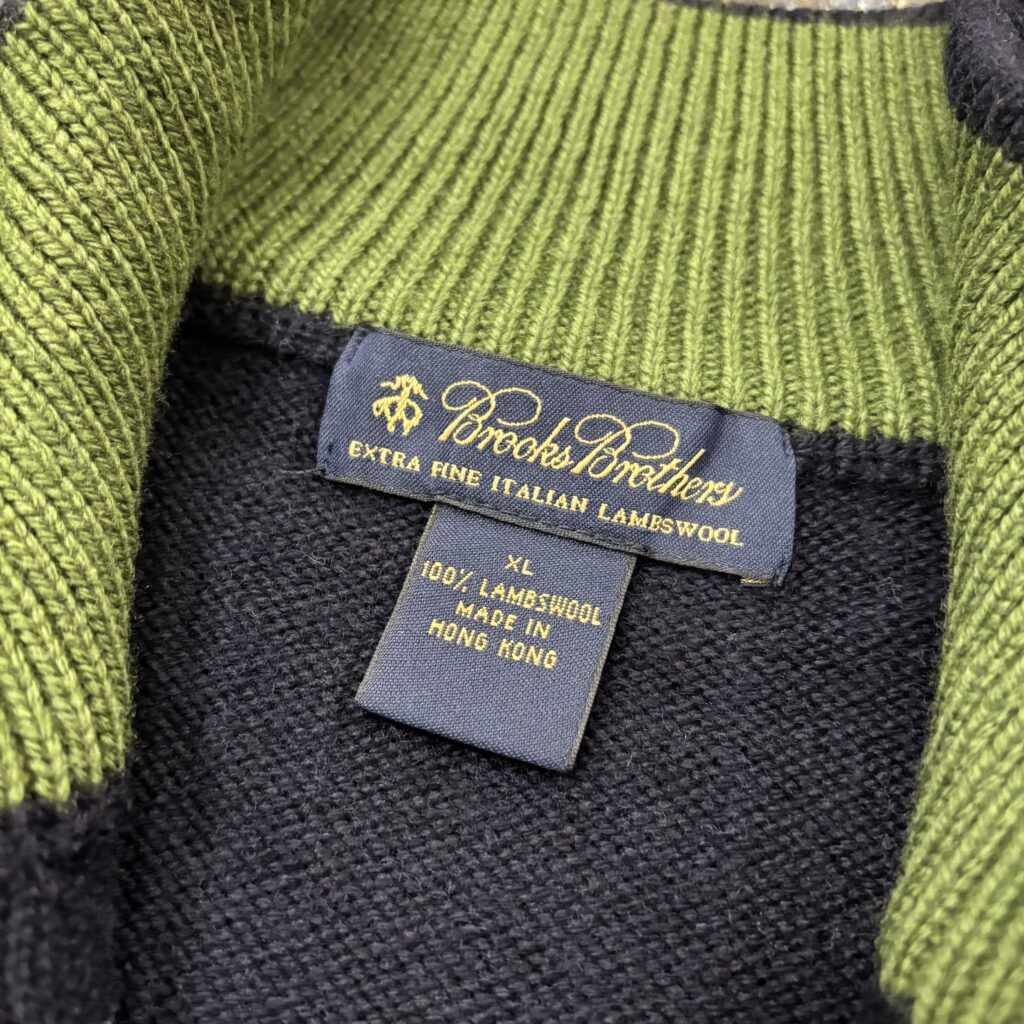 Brooks Brothers
EXTRA FINE ITALIAN LAMBSWOOL
XL
100% LAMBSWOOL
MADE IN
HONG KONG